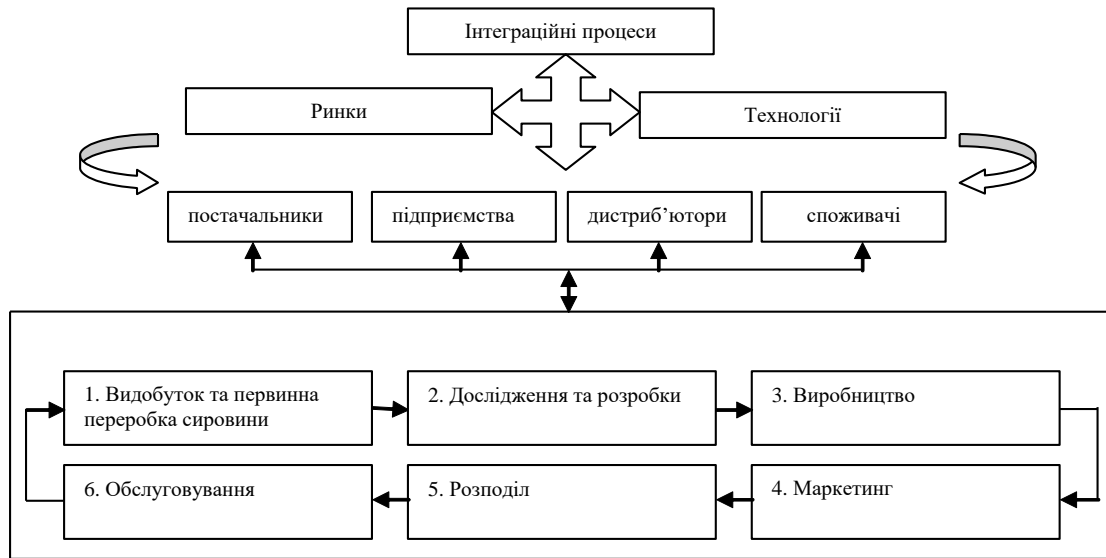 Інтеграційні процеси
Ринки
Технології
постачальники
підприємства
дистриб’ютори
споживачі
1. Видобуток та первинна
переробка сировини
2. Дослідження та розробки
3. Виробництво
6. Обслуговування
5. Розподіл
4. Маркетинг